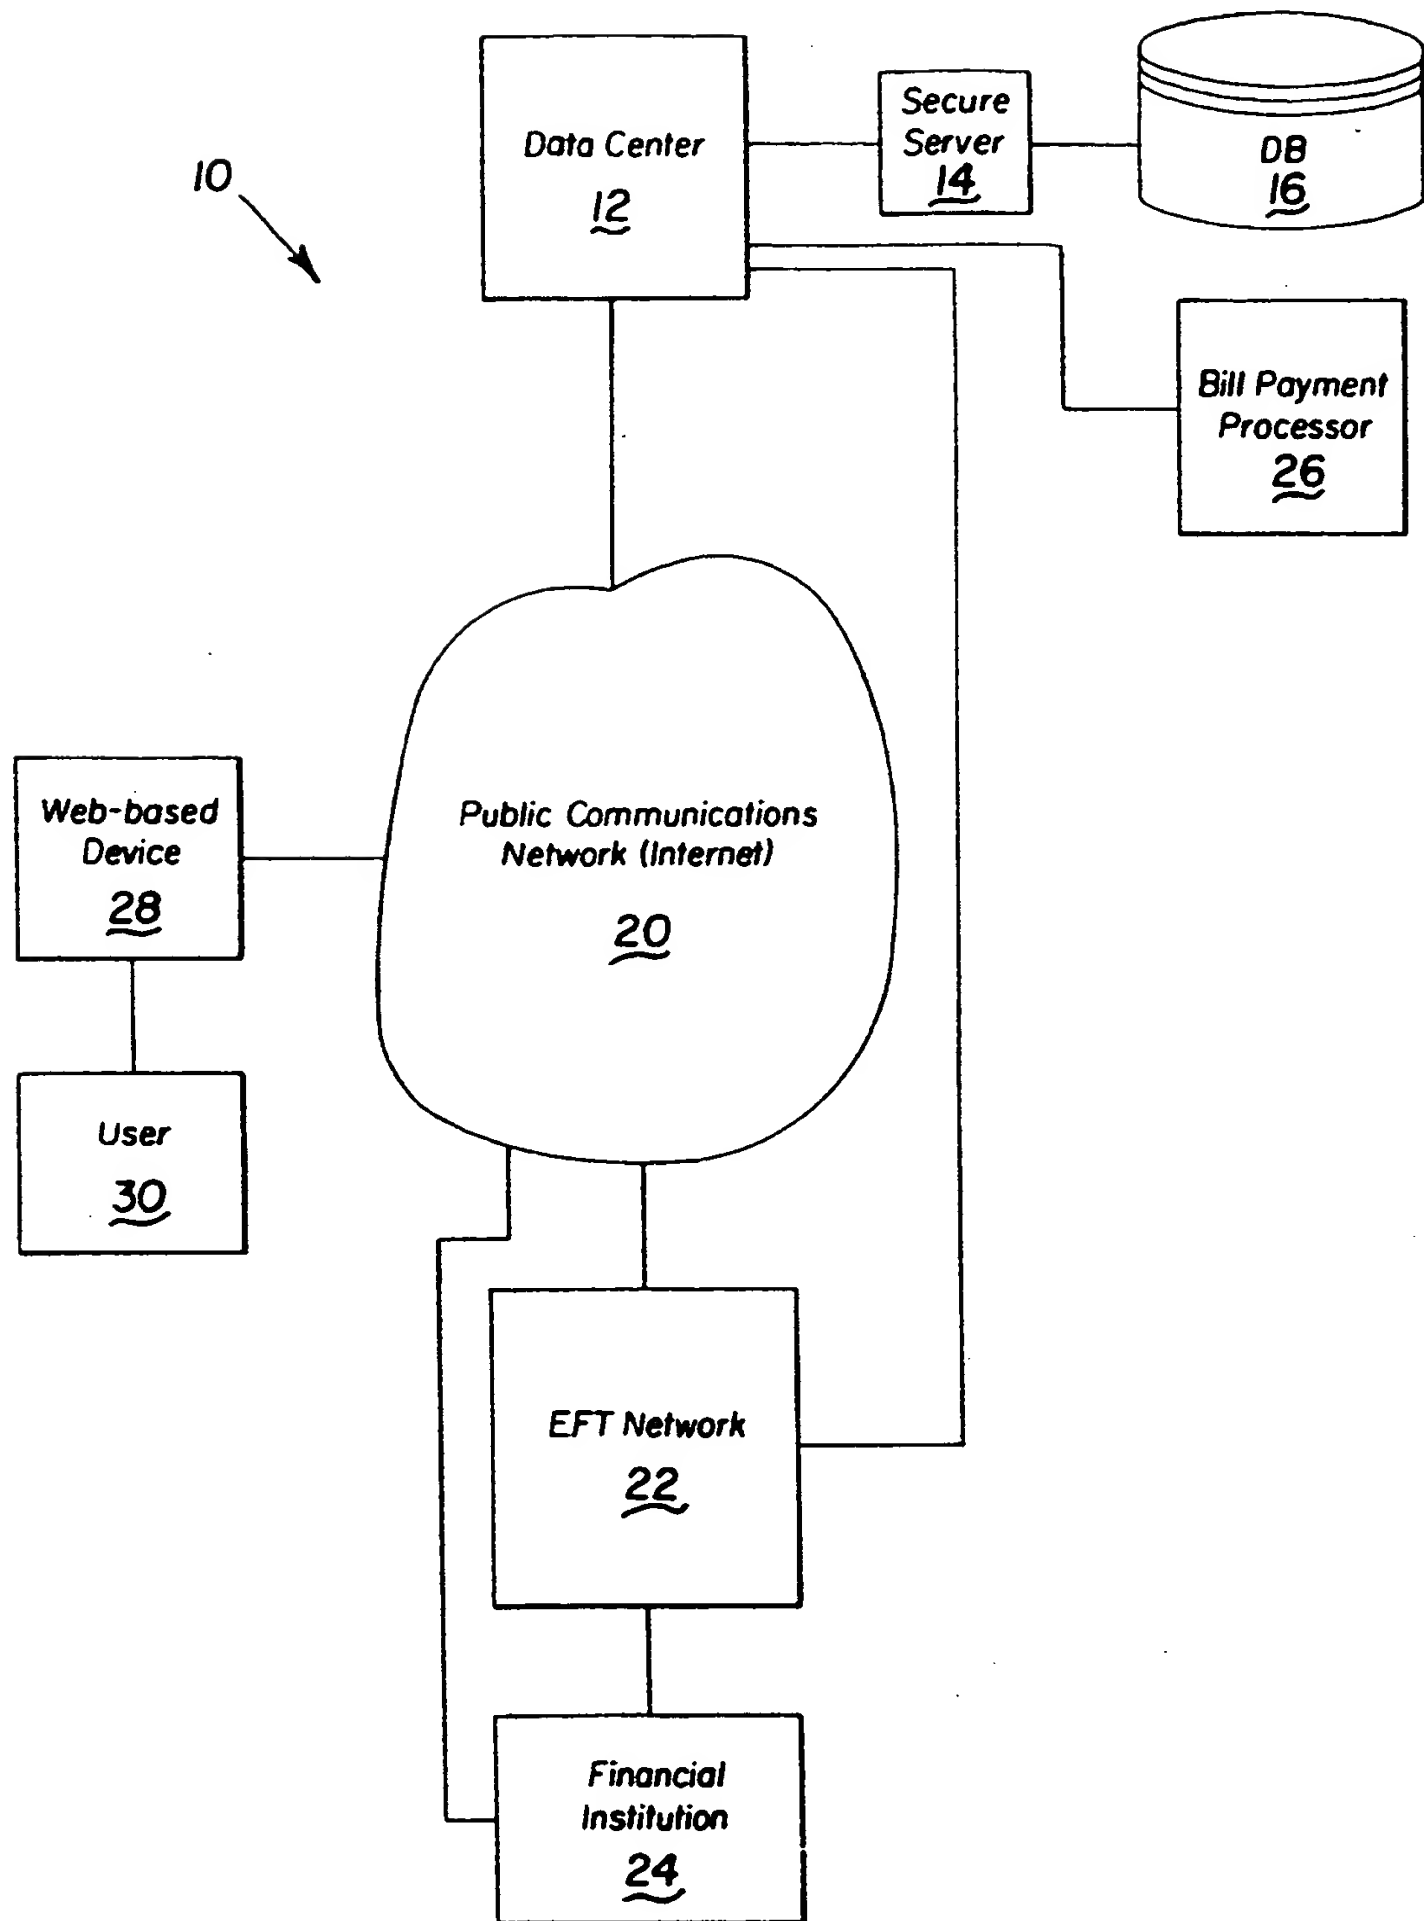 10
Data Center
12
Secure
Server
14
DB
16
Bill Payment
Processor
26
Public Communications
Network (Internet)
20
Web-based
Device
28
User
30
EFT Network
22
Financial
Institution
24